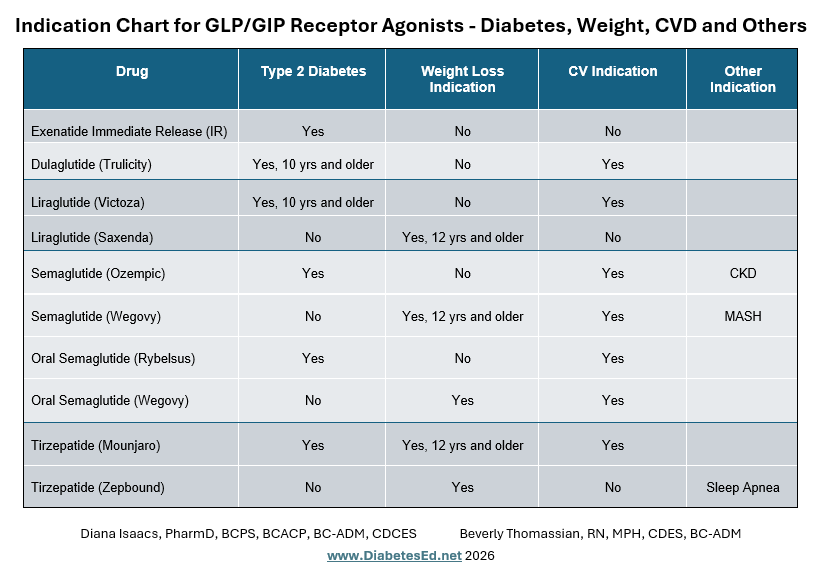 Indication Chart for GLP/GIP Receptor Agonists - Diabetes, Weight, CVD and Others
Drug Type 2 Diabetes Weight Loss Indication CV Indication Other Indication
Exenatide Immediate Release (IR) Yes No No
Dulaglutide (Trulicity) Yes, 10 yrs and older No Yes
Liraglutide (Victoza) Yes, 10 yrs and older No Yes
Liraglutide (Saxenda) No Yes, 12 yrs and older No
Semaglutide (Ozempic) Yes No Yes CKD
Semaglutide (Wegovy) No Yes, 12 yrs and older Yes MASH
Oral Semaglutide (Rybelsus) Yes No Yes
Oral Semaglutide (Wegovy) No Yes Yes
Tirzepatide (Mounjaro) Yes Yes, 12 yrs and older Yes
Tirzepatide (Zepbound) No Yes No Sleep Apnea
Diana Isaacs, PharmD, BCPS, BCACP, BC-ADM, CDCES Beverly Thomassian, RN, MPH, CDES, BC-ADM
www.DiabetesEd.net 2026